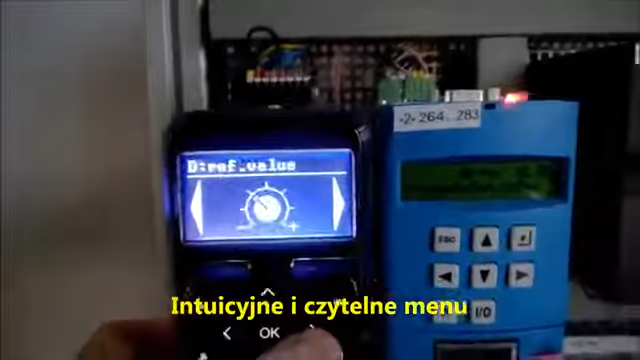 -2- 264...283
D:ref.value
ESC
I/O
Intuicyjne i czytelne menu
OK